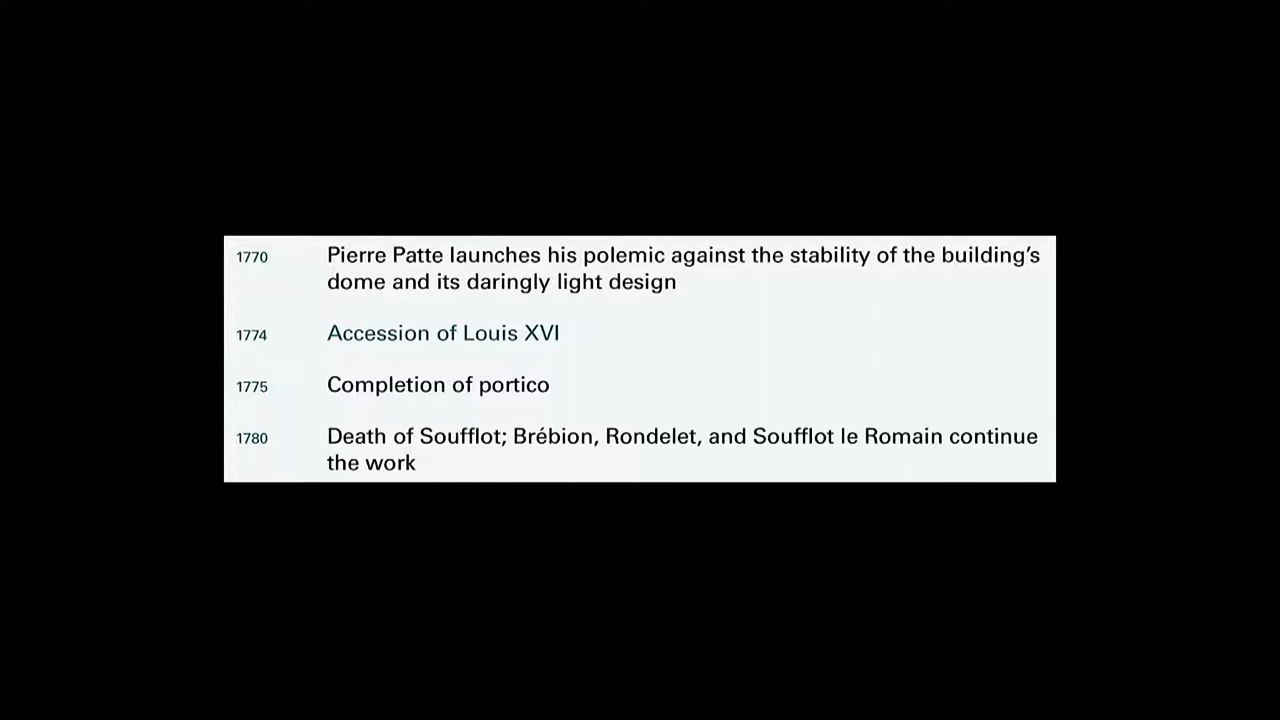 1770 Pierre Patte launches his polemic against the stability of the building's
dome and its daringly light design
1774 Accession of Louis XVI
1775 Completion of portico
1780 Death of Soufflot; Brébion, Rondelet, and Soufflot le Romain continue
the work